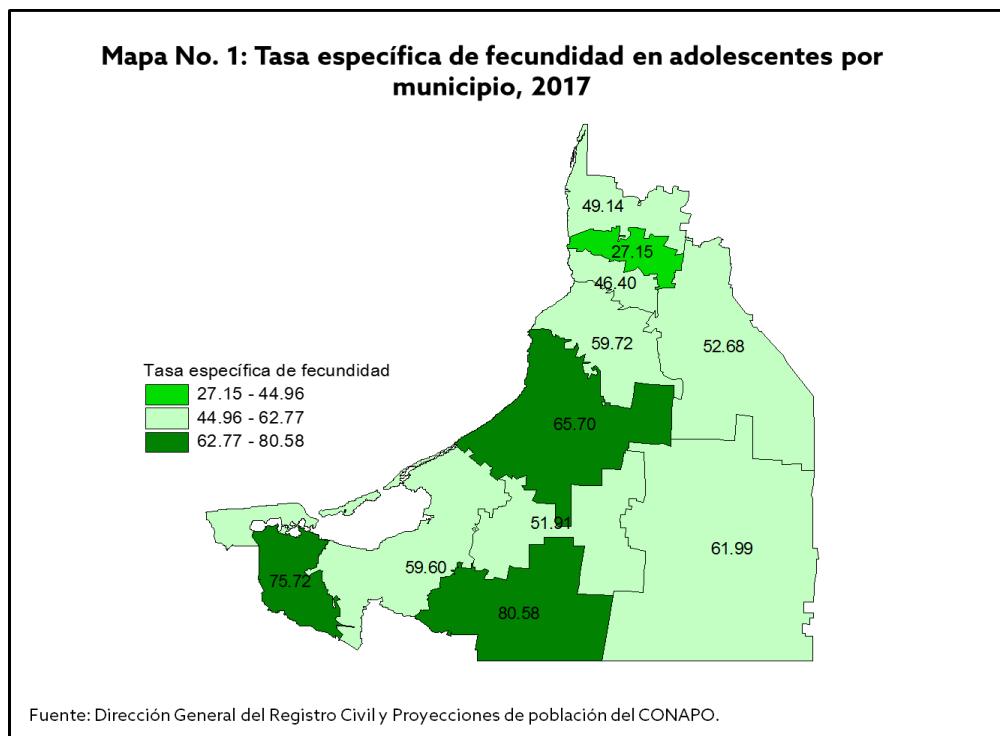 Mapa No. 1: Tasa específica de fecundidad en adolescentes por
municipio, 2017
49.14
27.15
46.40
59.72
52.68
Tasa específica de fecundidad
27.15 - 44.96
44.96 - 62.77
62.77 - 80.58
65.70
51.91
61.99
59.60
75.72
80.58
Fuente: Dirección General del Registro Civil y Proyecciones de población del CONAPO.